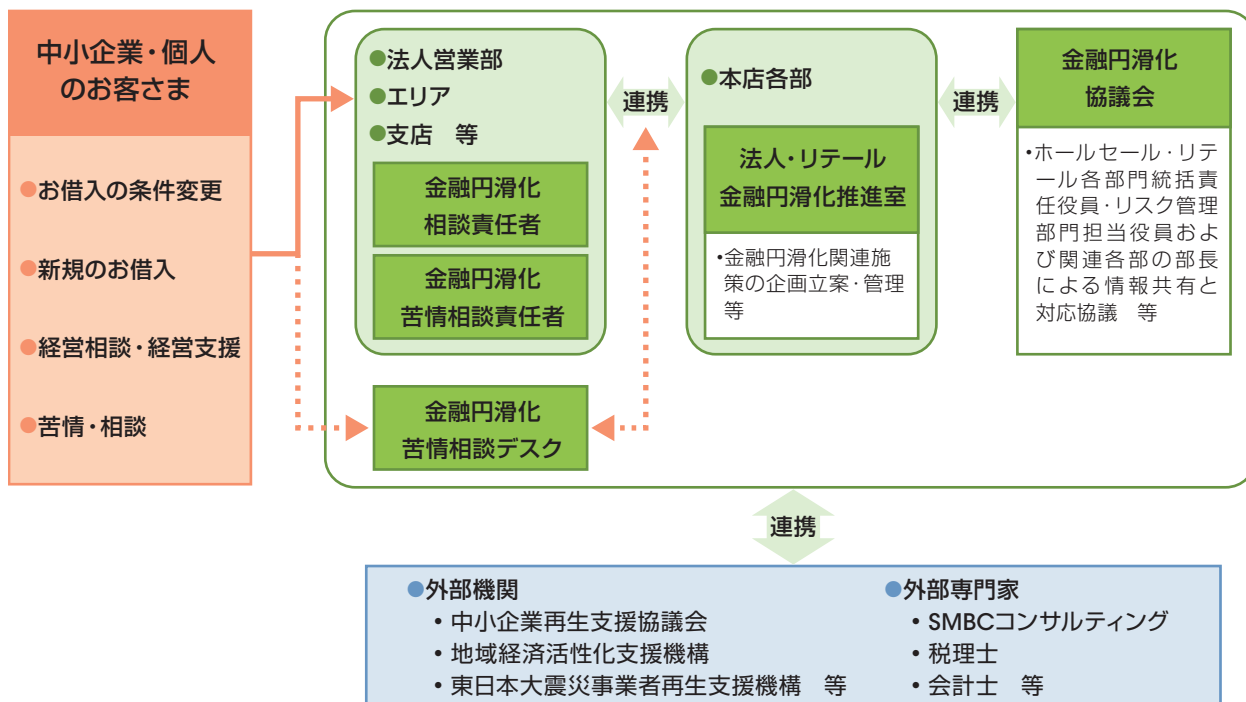 中小企業・個人
のお客さま
●お借入の条件変更
●新規のお借入
●経営相談・経営支援
●苦情・相談
●法人営業部
●エリア
●支店　等
金融円滑化
相談責任者
金融円滑化
苦情相談責任者
金融円滑化
苦情相談デスク
連携
●本店各部
法人・リテール
金融円滑化推進室
・金融円滑化関連施
策の企画立案・管理
等
連携
金融円滑化
協議会
・ホールセール・リテ
ール各部門統括責
任役員・リスク管理
部門担当役員およ
び関連各部の部長
による情報共有と
対応協議　等
連携
●外部機関
・中小企業再生支援協議会
・地域経済活性化支援機構
・東日本大震災事業者再生支援機構　等
●外部専門家
・SMBCコンサルティング
・税理士
・会計士　等